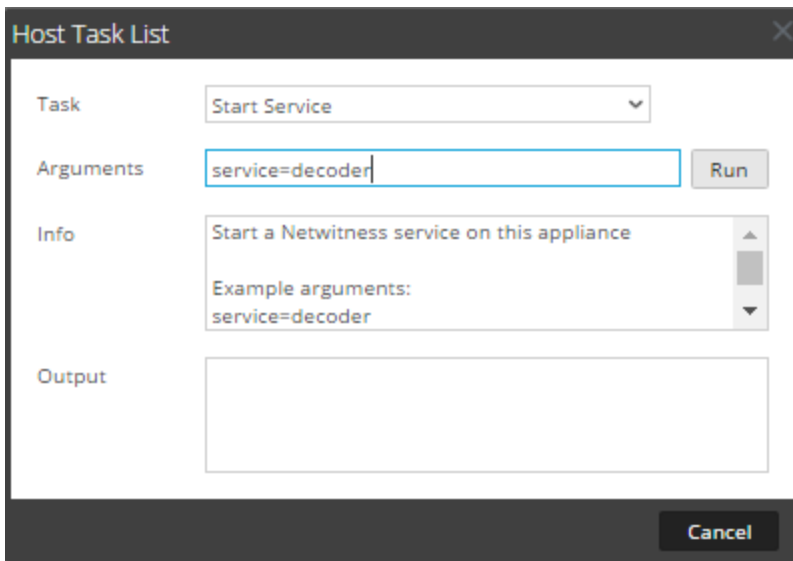 Host Task List
Task
Start Service
Arguments
service=decoder
Run
Info
Start a Netwitness service on this appliance
Example arguments:
service=decoder
Output
Cancel